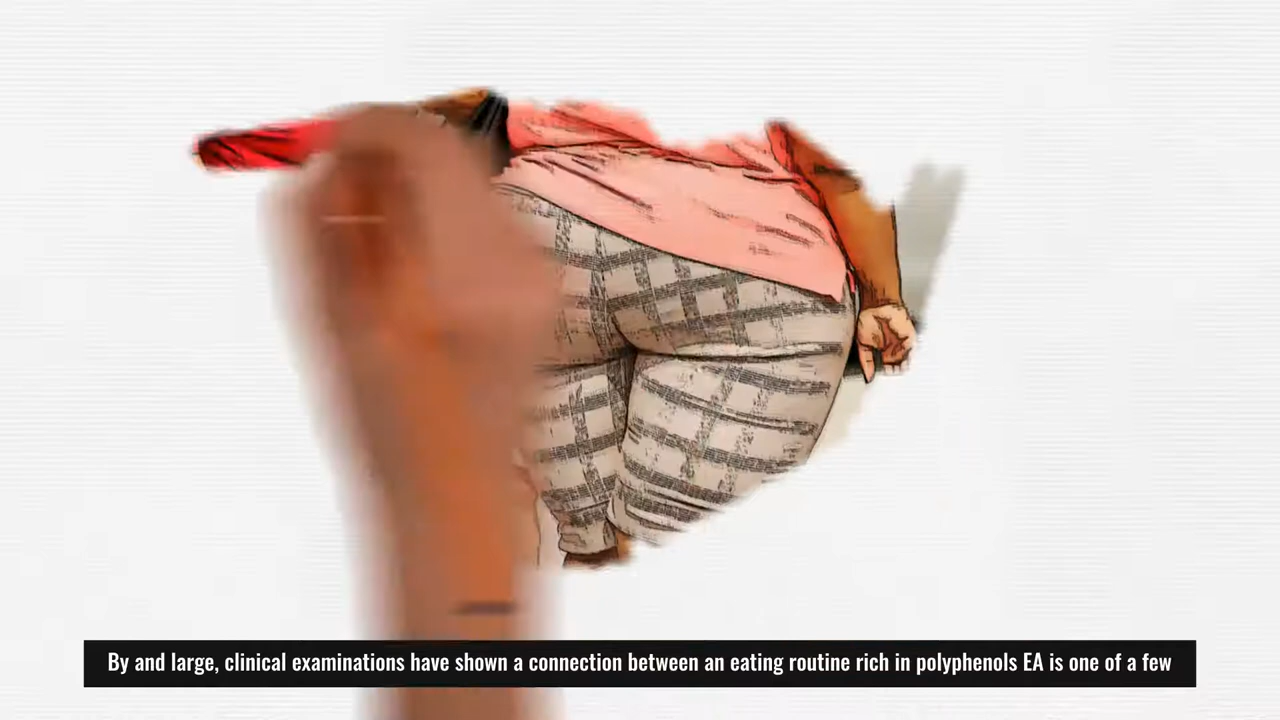 By and large, clinical examinations have shown a connection between an eating routine rich in polyphenols EA is one of a few